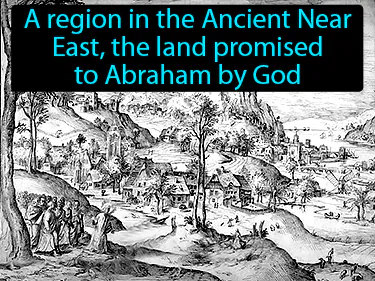 A region in the Ancient Near
East, the land promised
to Abraham by God